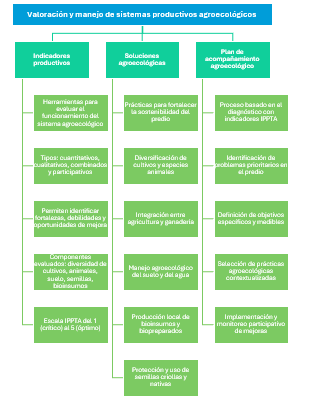 Valoración y manejo de sistemas productivos agroecológicos
Indicadores
productivos
Soluciones
agroecológicas
Plan de
acompañamiento
agroecológico
Herramientas para
evaluar el
funcionamiento del
sistema agroecológico
Tipos: cuantitativos,
cualitativos, combinados
y participativos
Permiten identificar
fortalezas, debilidades y
oportunidades de mejora
Componentes
evaluados: diversidad de
cultivos, animales,
suelo, semillas,
bioinsumos
Escala IPPTA del 1
(crítico) al 5 (óptimo)
Prácticas para fortalecer
la sostenibilidad del
predio
Diversificación de
cultivos y especies
animales
Integración entre
agricultura y ganadería
Manejo agroecológico
del suelo y del agua
Producción local de
bioinsumos y
biopreparados
Protección y uso de
semillas criollas y
nativas
Proceso basado en el
diagnóstico con
indicadores IPPTA
Identificación de
problemas prioritarios en
el predio
Definición de objetivos
específicos y medibles
Selección de prácticas
agroecológicas
contextualizadas
Implementación y
monitoreo participativo
de mejoras